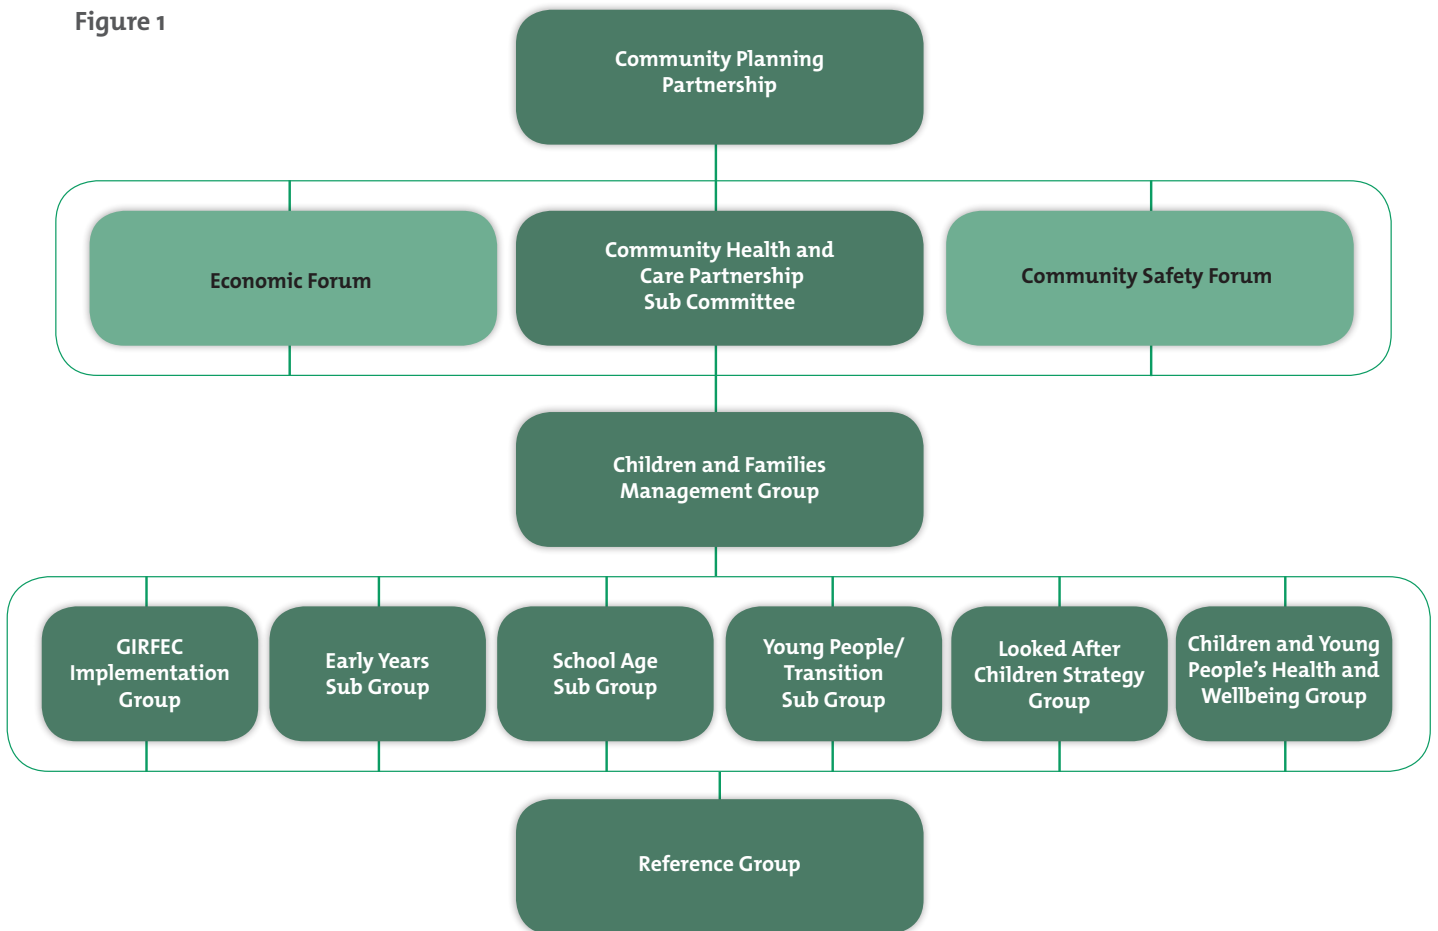 Figure 1
Community Planning
Partnership
Economic Forum
Community Health and
Care Partnership
Sub Committee
Community Safety Forum
Children and Families
Management Group
GIRFEC
Implementation
Group
Early Years
Sub Group
School Age
Sub Group
Young People/
Transition
Sub Group
Looked After
Children Strategy
Group
Children and Young
People’s Health and
Wellbeing Group
Reference Group